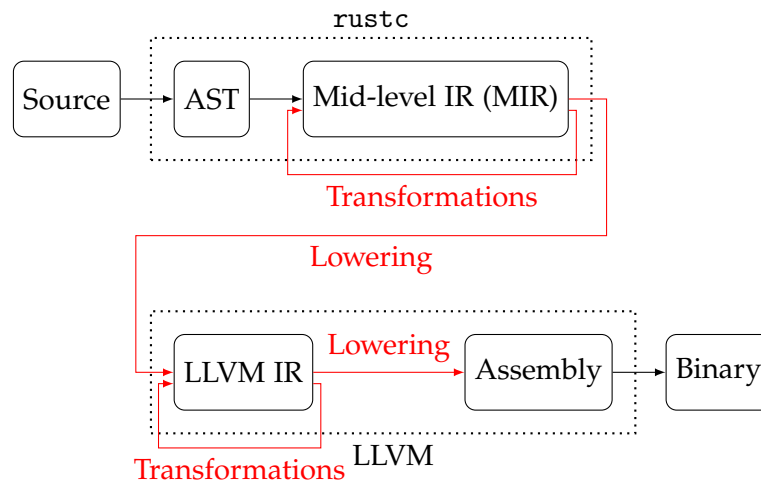 rustc
Source
AST
Mid-level IR (MIR)
Transformations
Lowering
LLVM IR
Lowering
Assembly
Binary
Transformations
LLVM